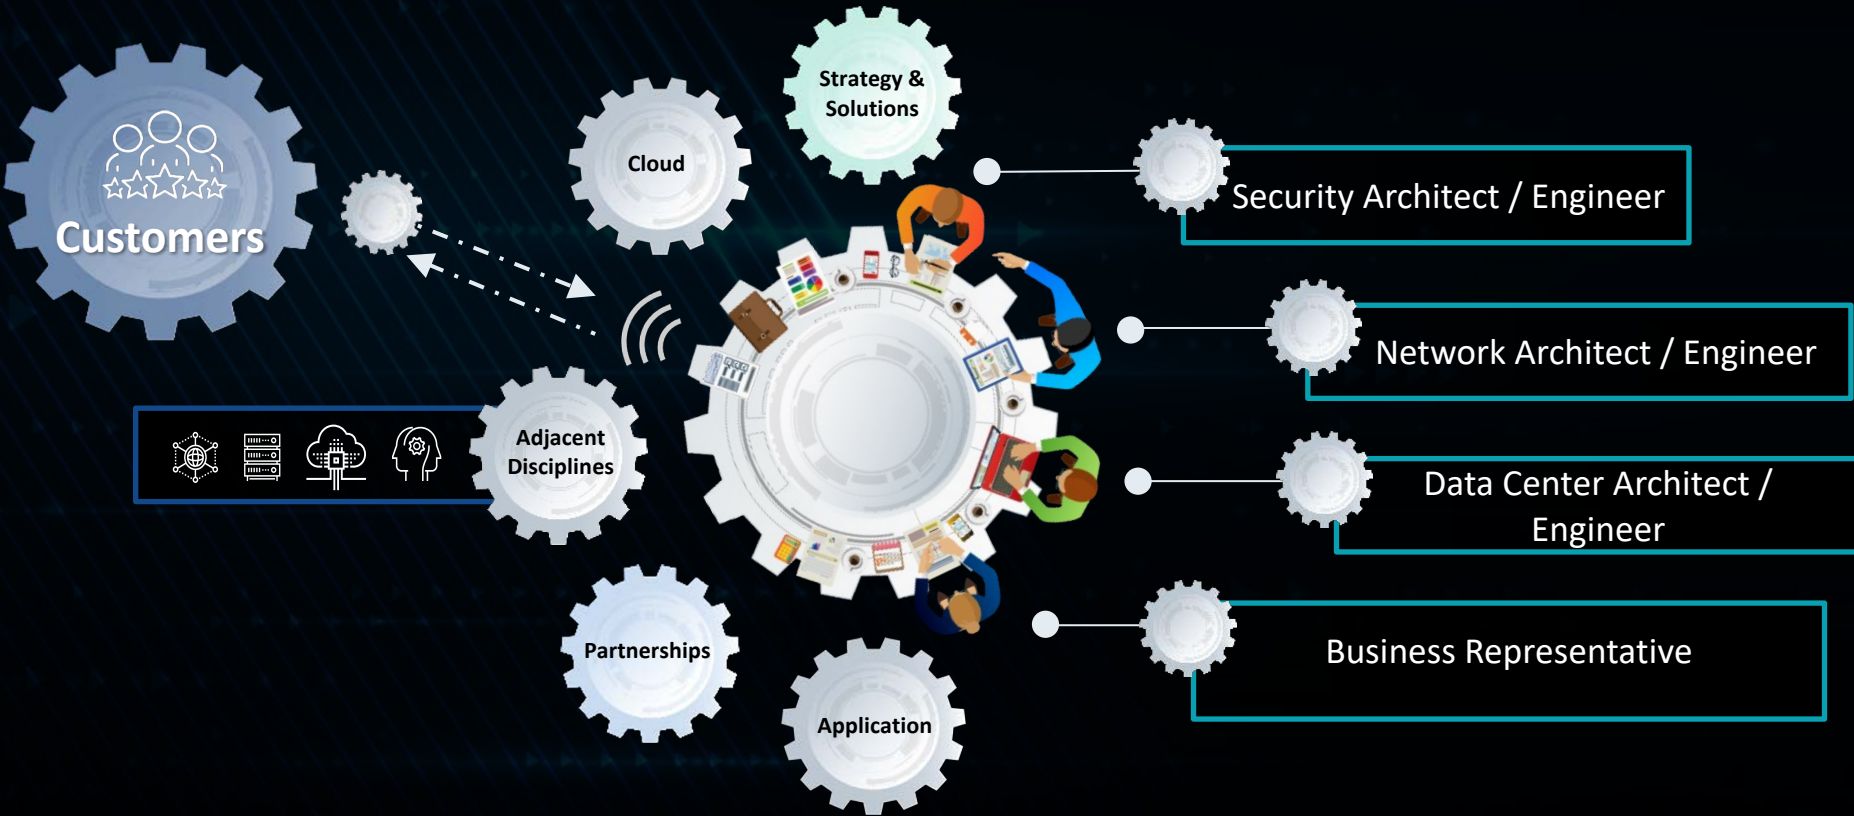 Customers
Cloud
Strategy &
Solutions
Adjacent
Disciplines
Partnerships
Application
Security Architect / Engineer
Network Architect / Engineer
Data Center Architect /
Engineer
Business Representative